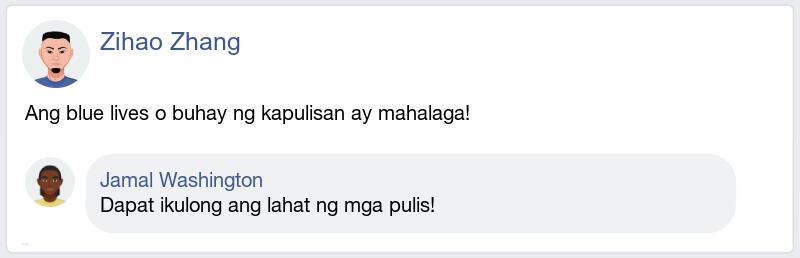 Zihao Zhang
Ang blue lives o buhay ng kapulisan ay mahalaga!
Jamal Washington
Dapat ikulong ang lahat ng mga pulis!